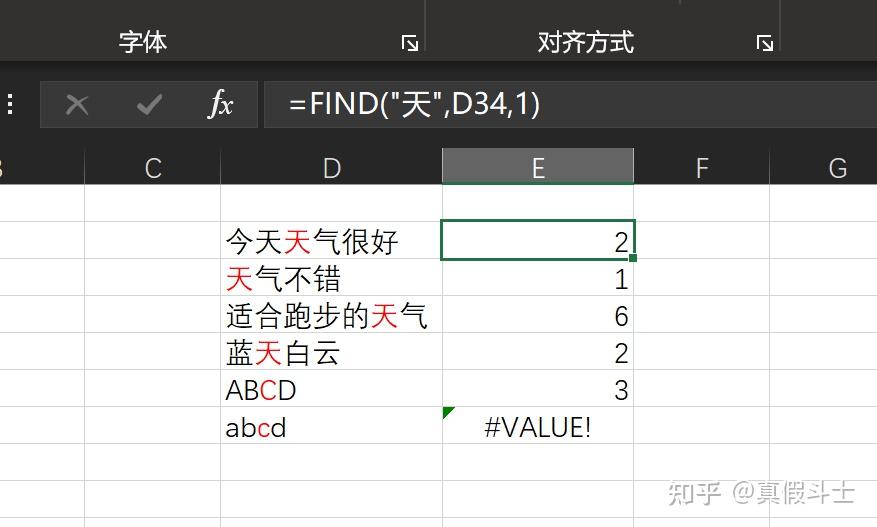 字体 对齐方式
fx =FIND("天",D34,1)
C D E F G
今天天气很好 2
天气不错 1
适合跑步的天气 6
蓝天白云 2
ABCD 3
abcd #VALUE!
知乎 @真假斗士